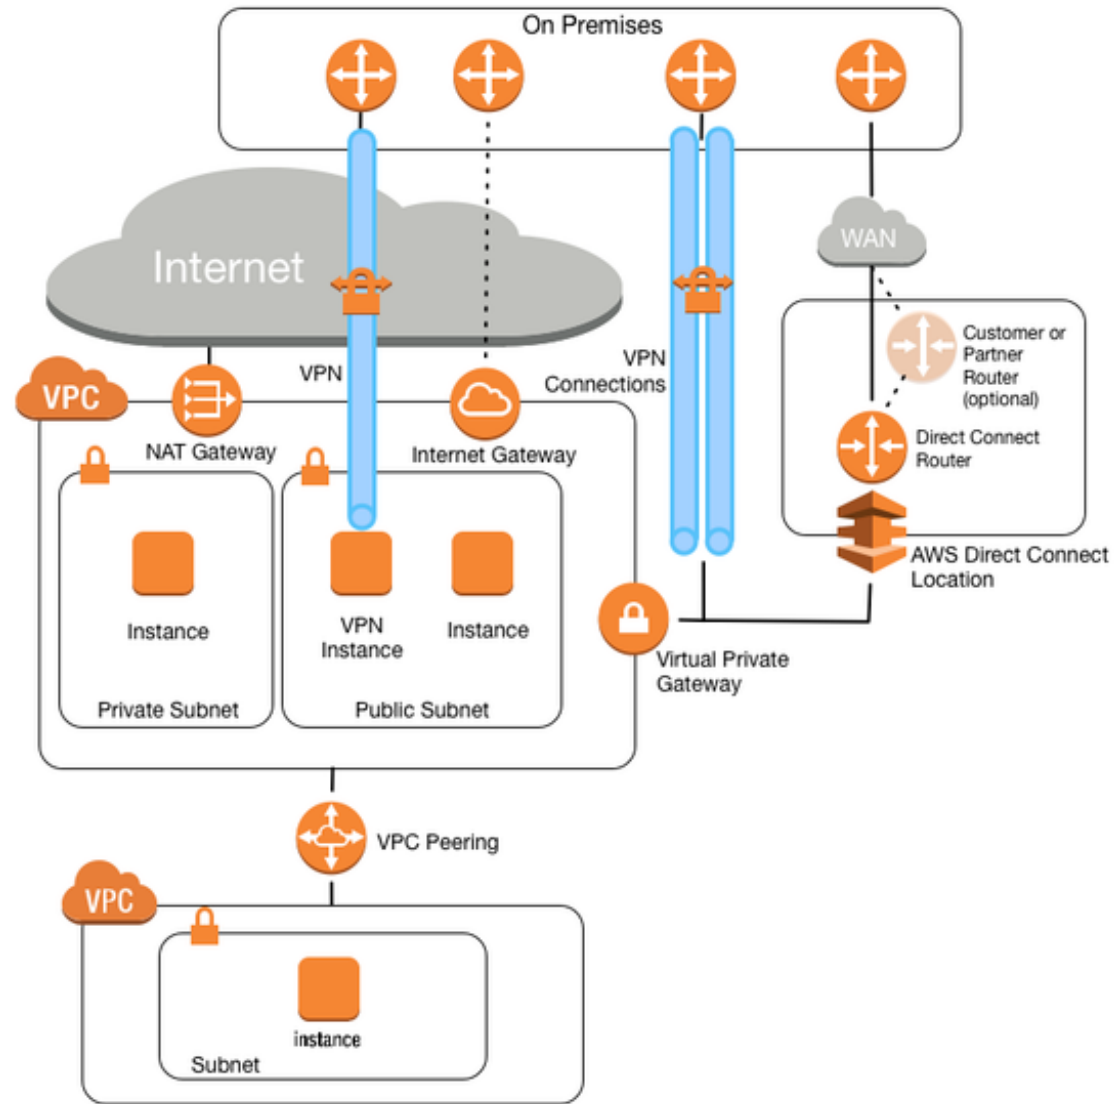 On Premises
Internet
WAN
VPN
VPN
Connections
Customer or
Partner
Router
(optional)
Direct Connect
Router
VPC
NAT Gateway
Internet Gateway
AWS Direct Connect
Location
Instance
VPN
Instance
Instance
Virtual Private
Gateway
Private Subnet
Public Subnet
VPC Peering
VPC
instance
Subnet